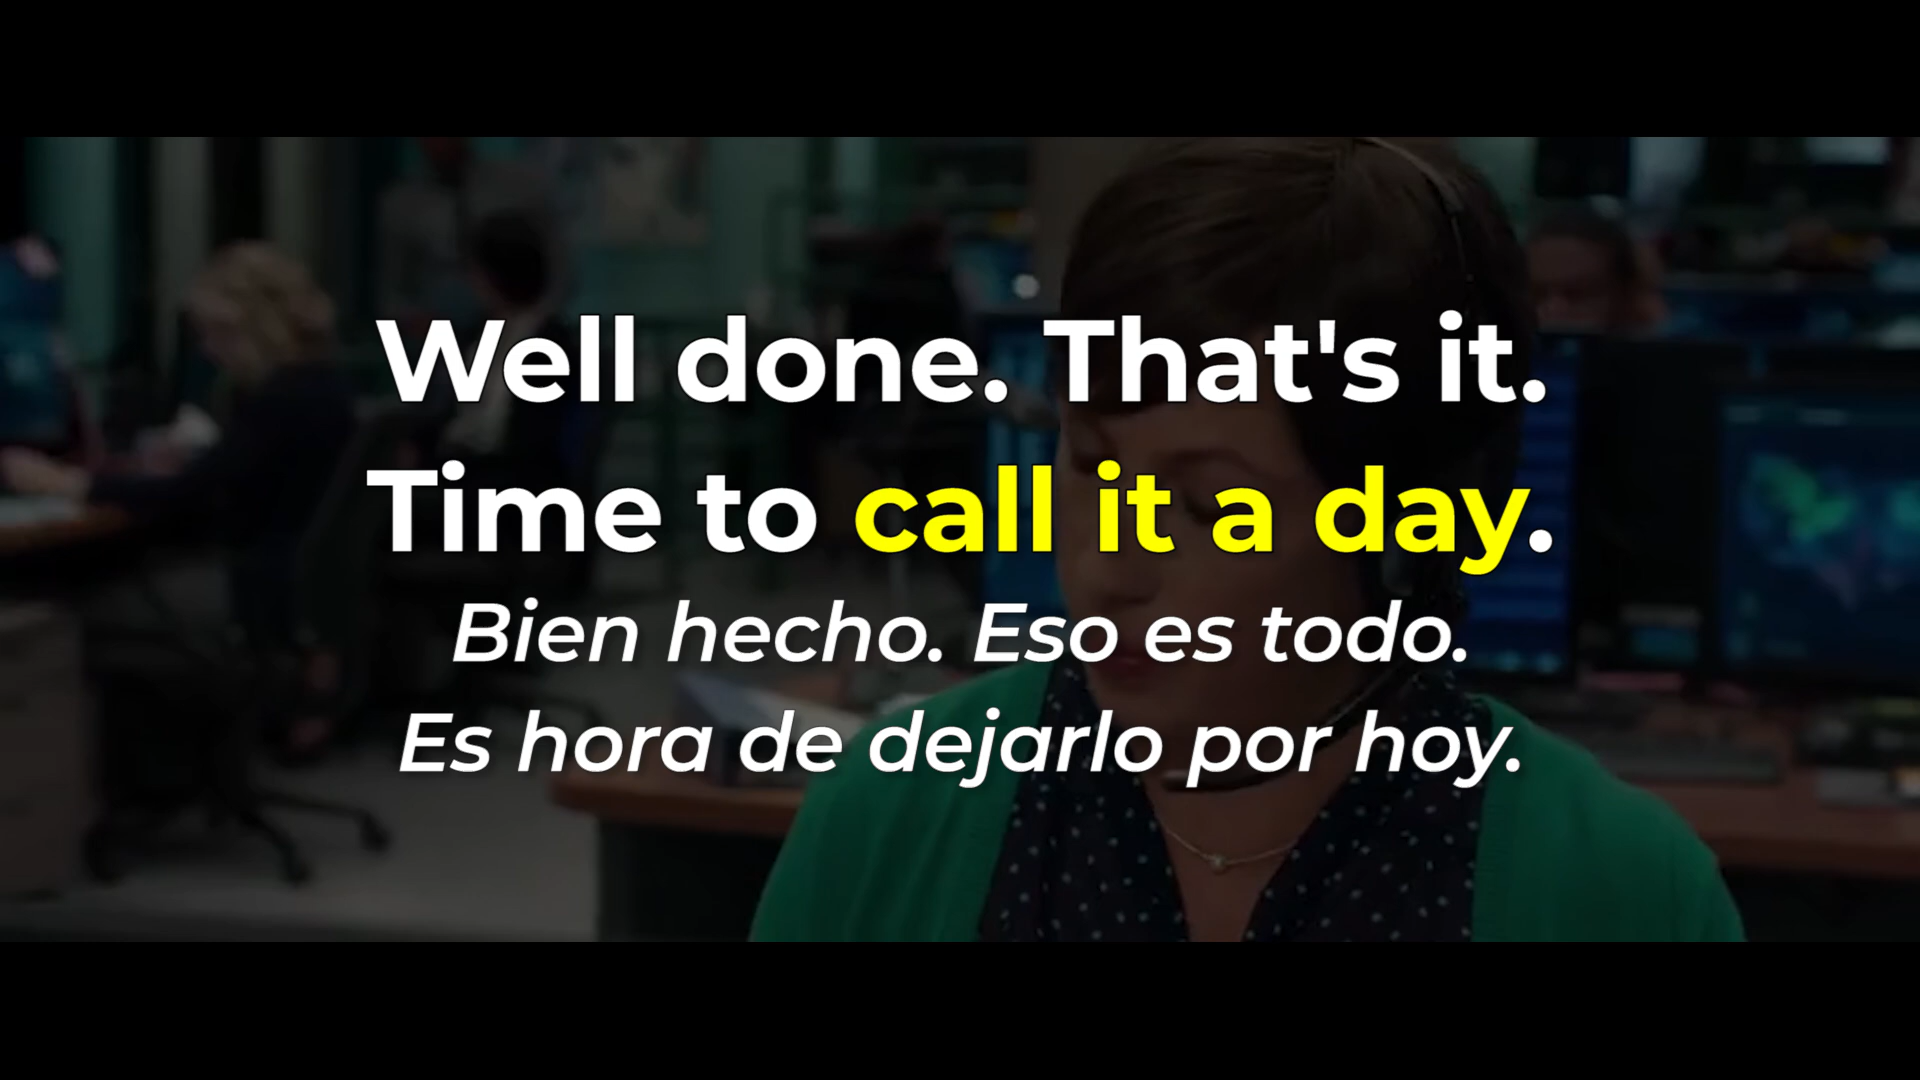 Well done. That's it.
Time to call it a day.
Bien hecho. Eso es todo.
Es hora de dejarlo por hoy.